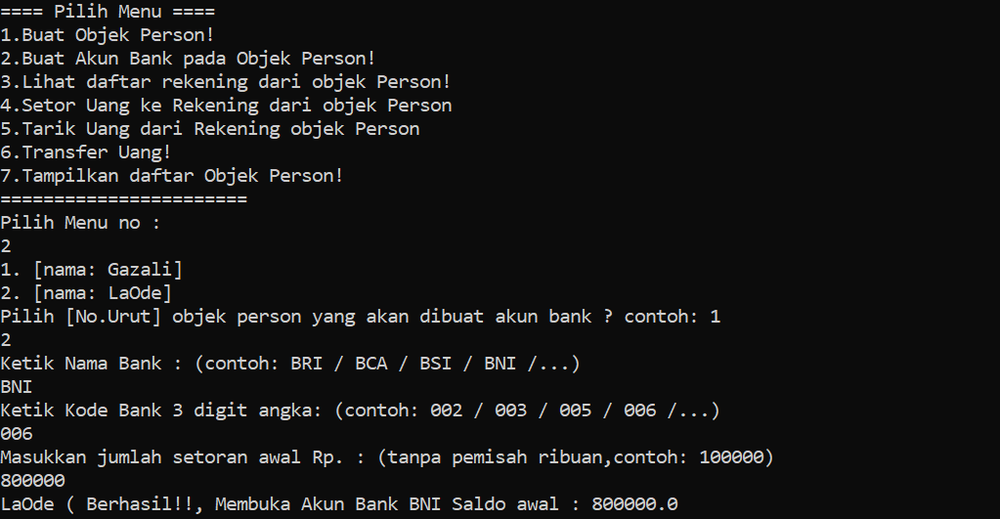 ==== Pilih Menu ====
1.Buat Objek Person!
2.Buat Akun Bank pada Objek Person!
3.Lihat daftar rekening dari objek Person!
4.Setor Uang ke Rekening dari objek Person
5.Tarik Uang dari Rekening objek Person
6.Transfer Uang!
7.Tampilkan daftar Objek Person!
=======================
Pilih Menu no :
2
1. [nama: Gazali]
2. [nama: LaOde]
Pilih [No.Urut] objek person yang akan dibuat akun bank ? contoh: 1
2
Ketik Nama Bank : (contoh: BRI / BCA / BSI / BNI /...)
BNI
Ketik Kode Bank 3 digit angka: (contoh: 002 / 003 / 005 / 006 /...)
006
Masukkan jumlah setoran awal Rp. : (tanpa pemisah ribuan,contoh: 100000)
800000
LaOde ( Berhasil!!, Membuka Akun Bank BNI Saldo awal : 800000.0